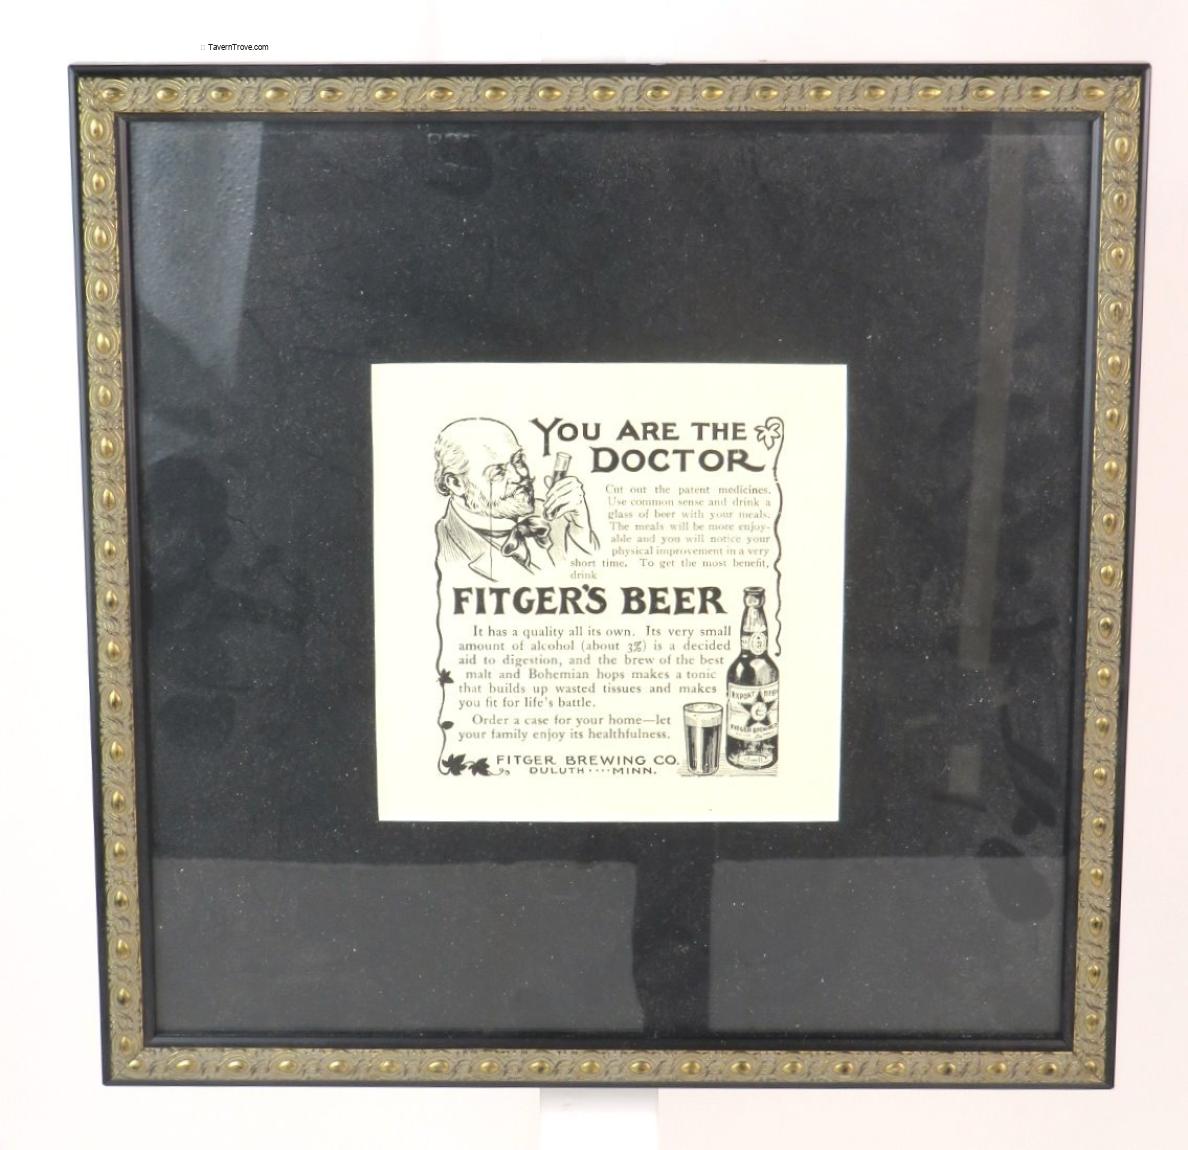 :: TavernTrove.com
YOU ARE THE
DOCTOR
Cut out the patent medicines.
Use common sense and drink a
glass of beer with your meals.
The meals will be more enjoy-
able and you will notice your
physical improvement in a very
short time. To get the most benefit,
drink
FITGER'S BEER
It has a quality all its own. Its very small
amount of alcohol (about 3%) is a decided
aid to digestion, and the brew of the best
malt and Bohemian hops makes a tonic
that builds up wasted tissues and makes
you fit for life's battle.
Order a case for your home—let
your family enjoy its healthfulness.
EXPORT BEER
FITGER BREWING
FITGER BREWING CO.
DULUTH····MINN.